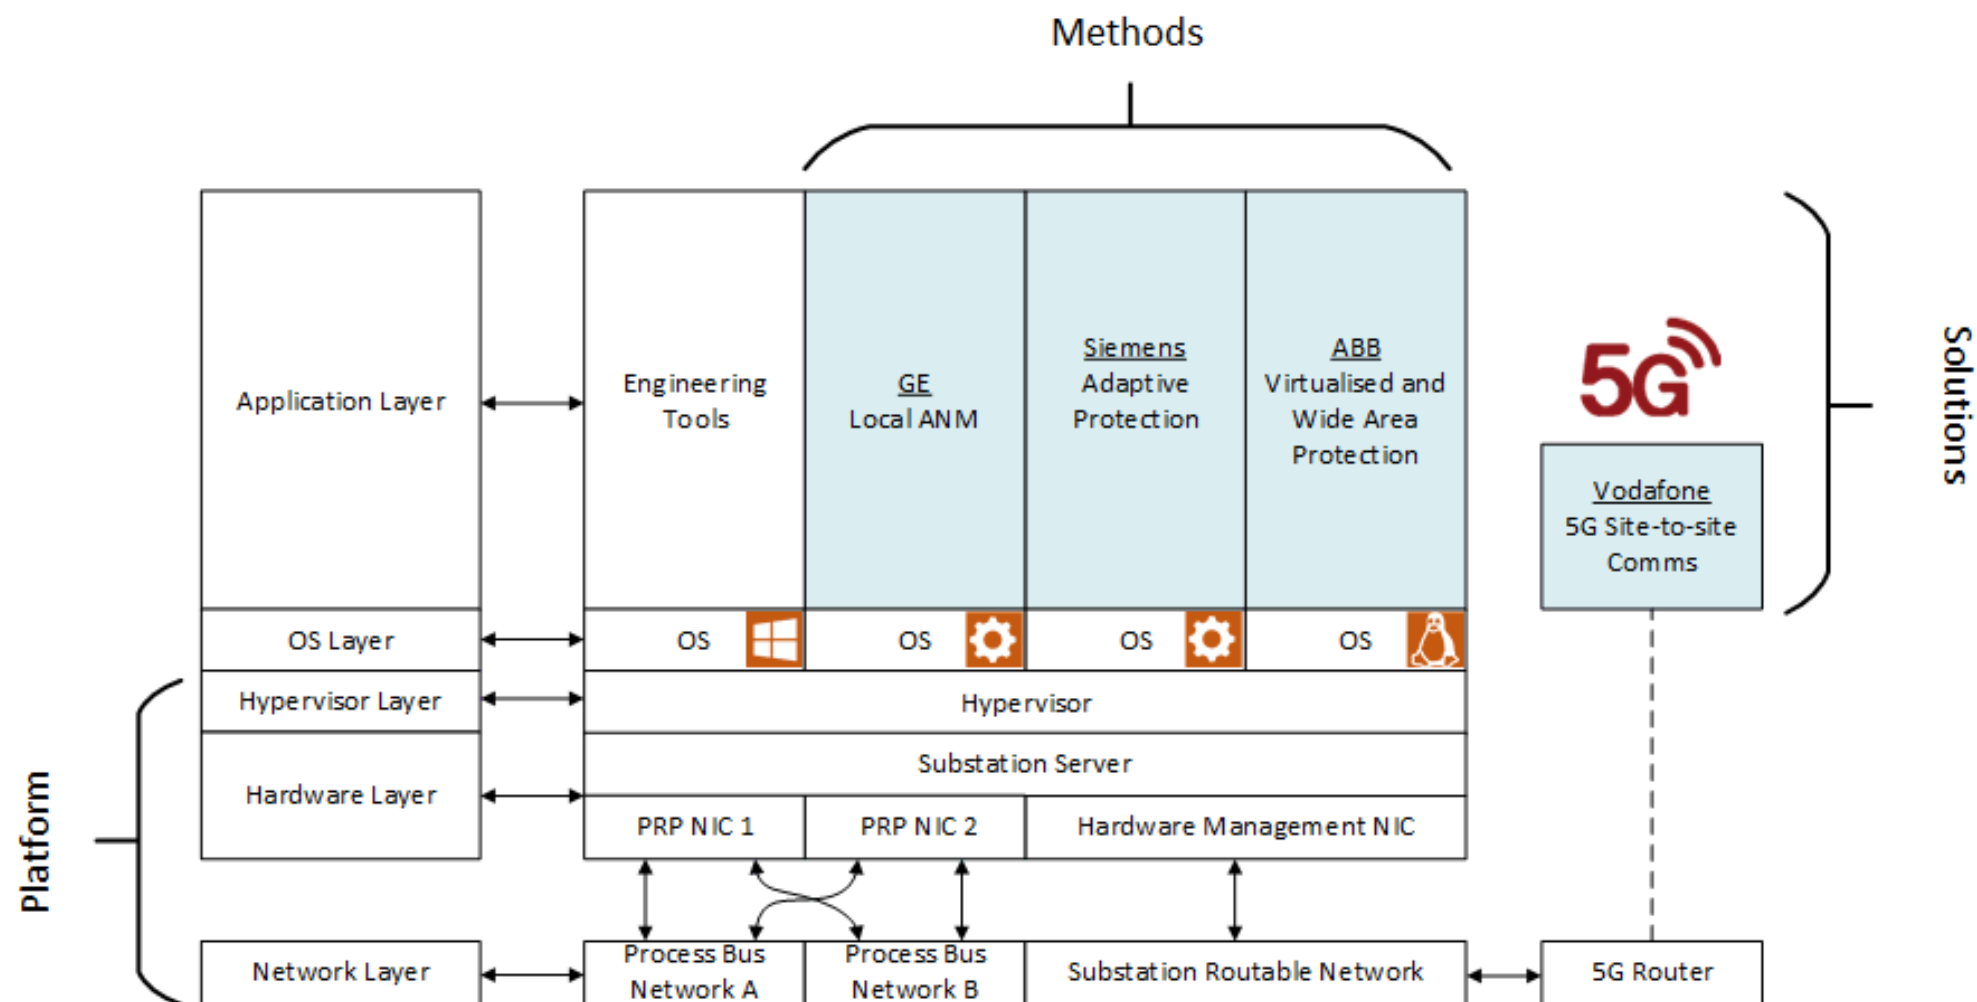 Methods
Application Layer
Engineering
Tools
GE
Local ANM
Siemens
Adaptive
Protection
ABB
Virtualised and
Wide Area
Protection
5G
Vodafone
5G Site-to-site
Comms
Solutions
OS Layer
OS
OS
OS
OS
Hypervisor Layer
Hypervisor
Hardware Layer
Substation Server
PRP NIC 1
PRP NIC 2
Hardware Management NIC
Platform
Network Layer
Process Bus
Network A
Process Bus
Network B
Substation Routable Network
5G Router